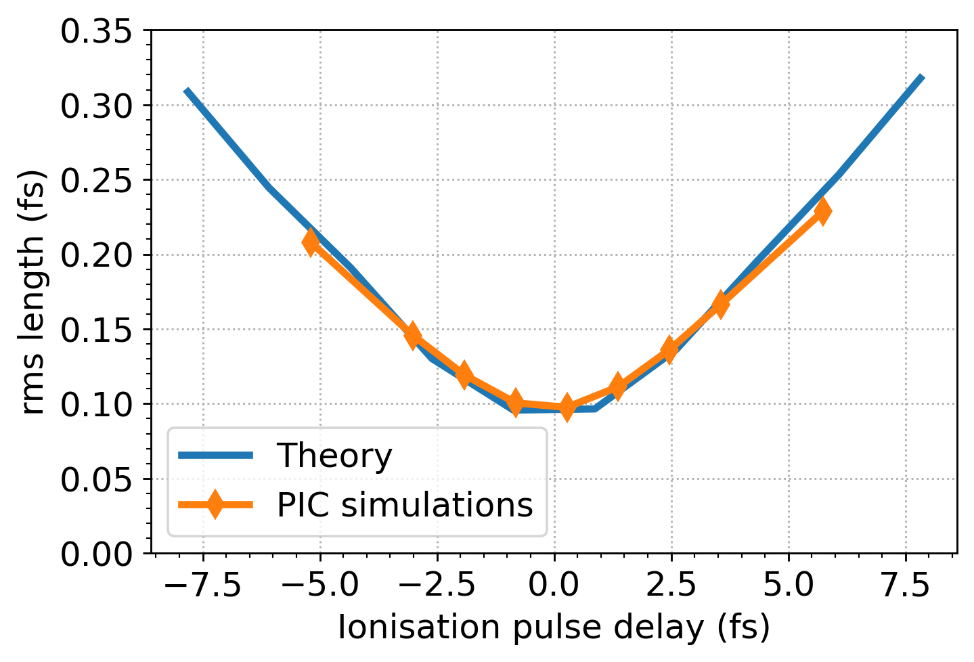 0.35
0.30
0.25
0.20
0.15
0.10
0.05
0.00
rms length (fs)
Theory
PIC simulations
−7.5 −5.0 −2.5 0.0 2.5 5.0 7.5
Ionisation pulse delay (fs)